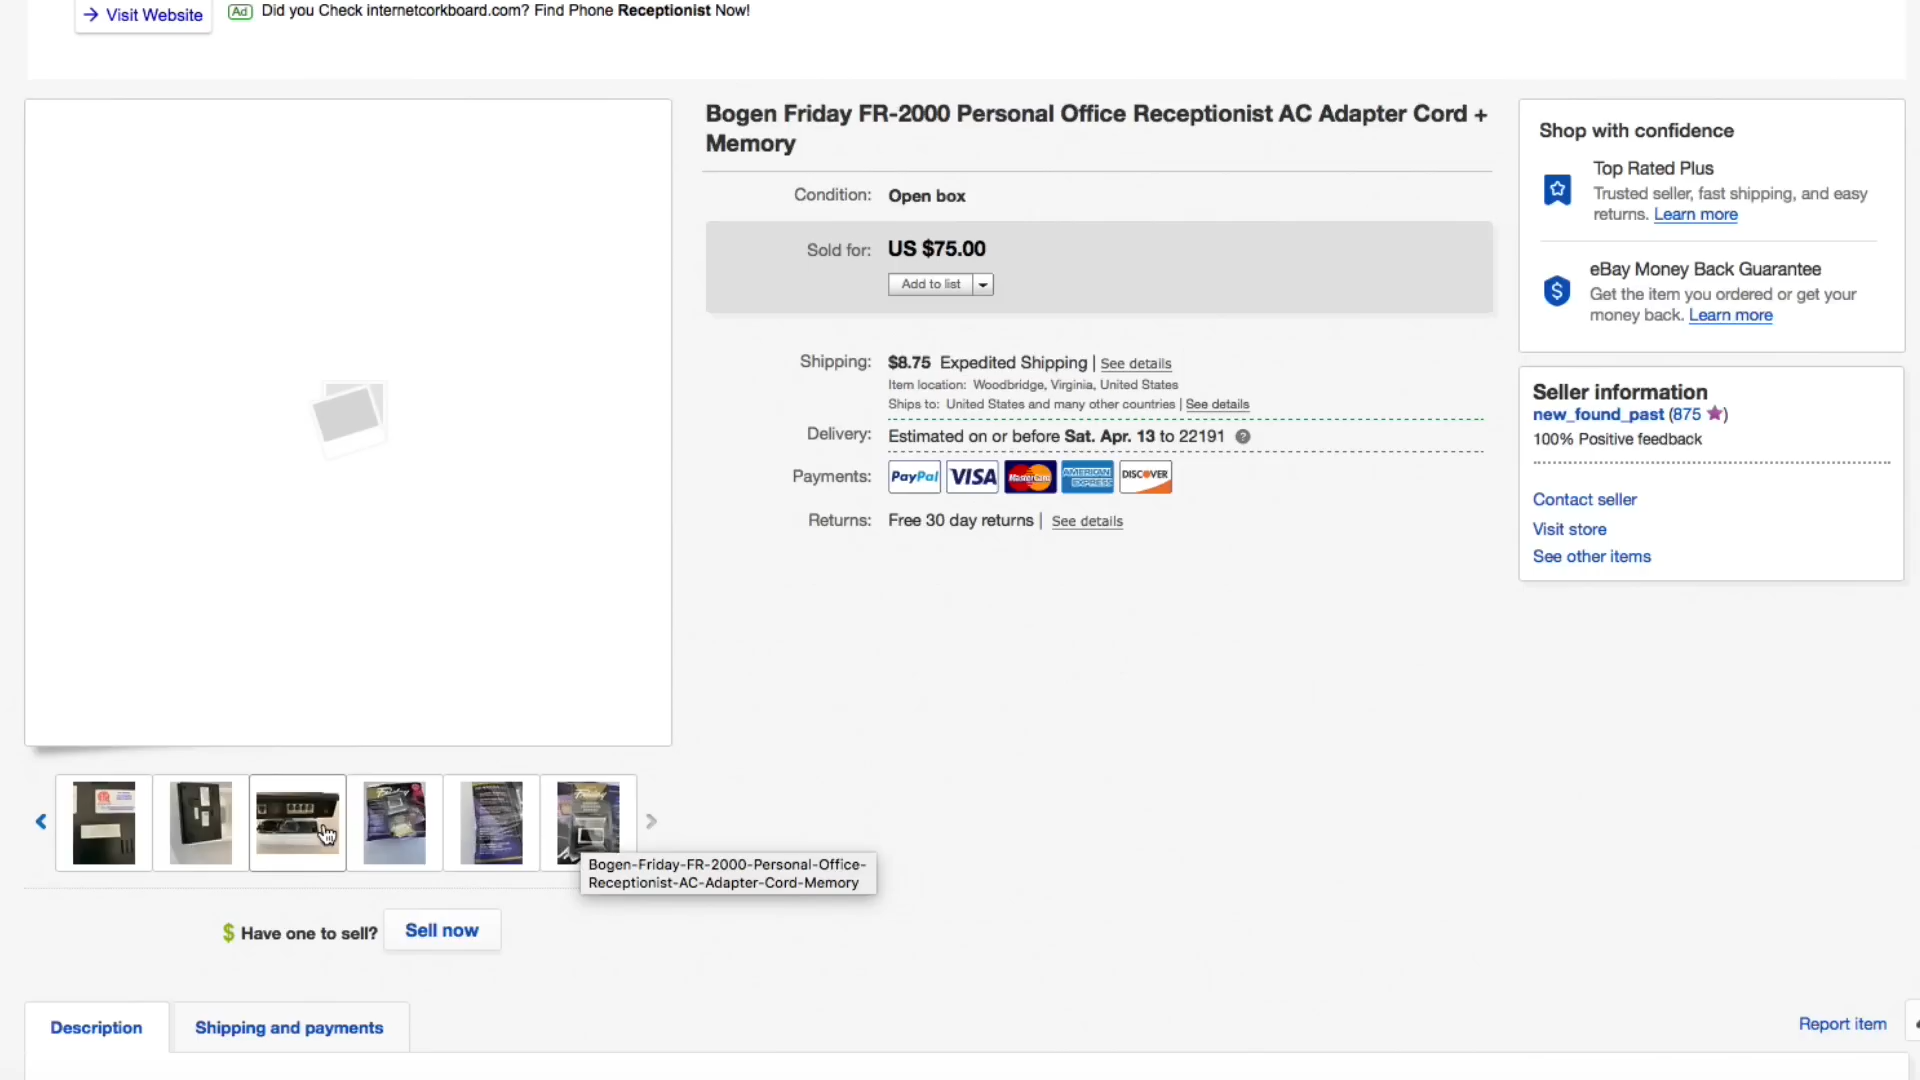 Visit Website
Ad Did you Check internetcorkboard.com? Find Phone Receptionist Now!
Bogen Friday FR-2000 Personal Office Receptionist AC Adapter Cord +
Memory
Condition: Open box
Sold for: US $75.00
Add to list
Shipping: $8.75 Expedited Shipping | See details
Item location: Woodbridge, Virginia, United States
Ships to: United States and many other countries | See details
Delivery: Estimated on or before Sat. Apr. 13 to 22191 ?
Payments: PayPal VISA MasterCard AMERICAN EXPRESS DISCOVER
Returns: Free 30 day returns | See details
Shop with confidence
Top Rated Plus
Trusted seller, fast shipping, and easy
returns. Learn more
eBay Money Back Guarantee
$
Get the item you ordered or get your
money back. Learn more
Seller information
new_found_past (875)
100% Positive feedback
Contact seller
Visit store
See other items
Friday
Bogen-Friday-FR-2000-Personal-Office-
Receptionist-AC-Adapter-Cord-Memory
$ Have one to sell? Sell now
Description
Shipping and payments
Report item